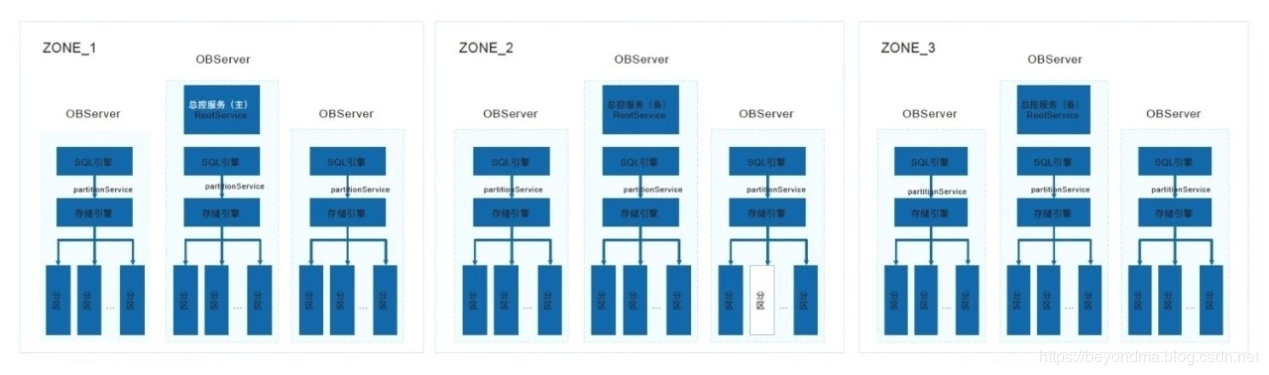 ZONE_1
OBServer
总控服务（主）
RootService
OBServer
OBServer
SQL引擎
SQL引擎
SQL引擎
partitionService
partitionService
partitionService
存储引擎
存储引擎
存储引擎
分区
分区
...
分区
分区
分区
...
分区
分区
分区
...
分区
ZONE_2
OBServer
总控服务（备）
RootService
OBServer
OBServer
SQL引擎
SQL引擎
SQL引擎
partitionService
partitionService
partitionService
存储引擎
存储引擎
存储引擎
分区
分区
...
分区
分区
分区
...
分区
分区
分区
...
分区
ZONE_3
OBServer
总控服务（备）
RootService
OBServer
OBServer
SQL引擎
SQL引擎
SQL引擎
partitionService
partitionService
partitionService
存储引擎
存储引擎
存储引擎
分区
分区
...
分区
分区
分区
...
分区
分区
分区
...
分区
https://beyondma.blog.csdn.net